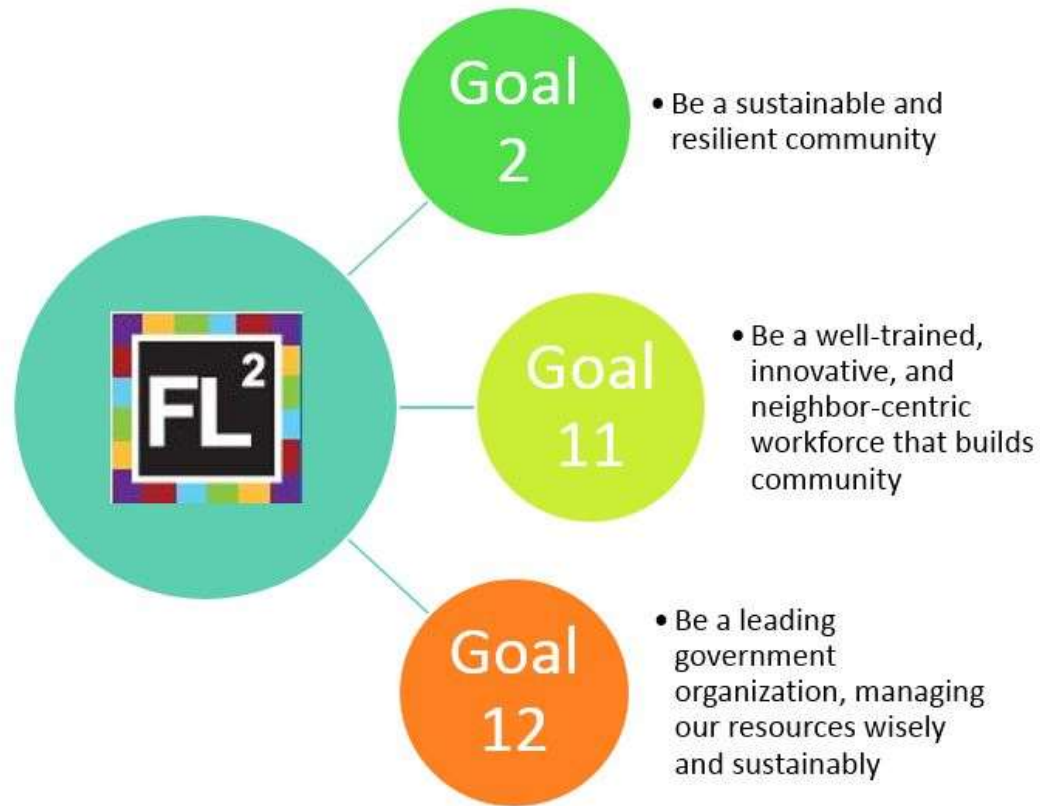 Goal
2
• Be a sustainable and
resilient community
FL²
Goal
11
• Be a well-trained,
innovative, and
neighbor-centric
workforce that builds
community
Goal
12
• Be a leading
government
organization, managing
our resources wisely
and sustainably